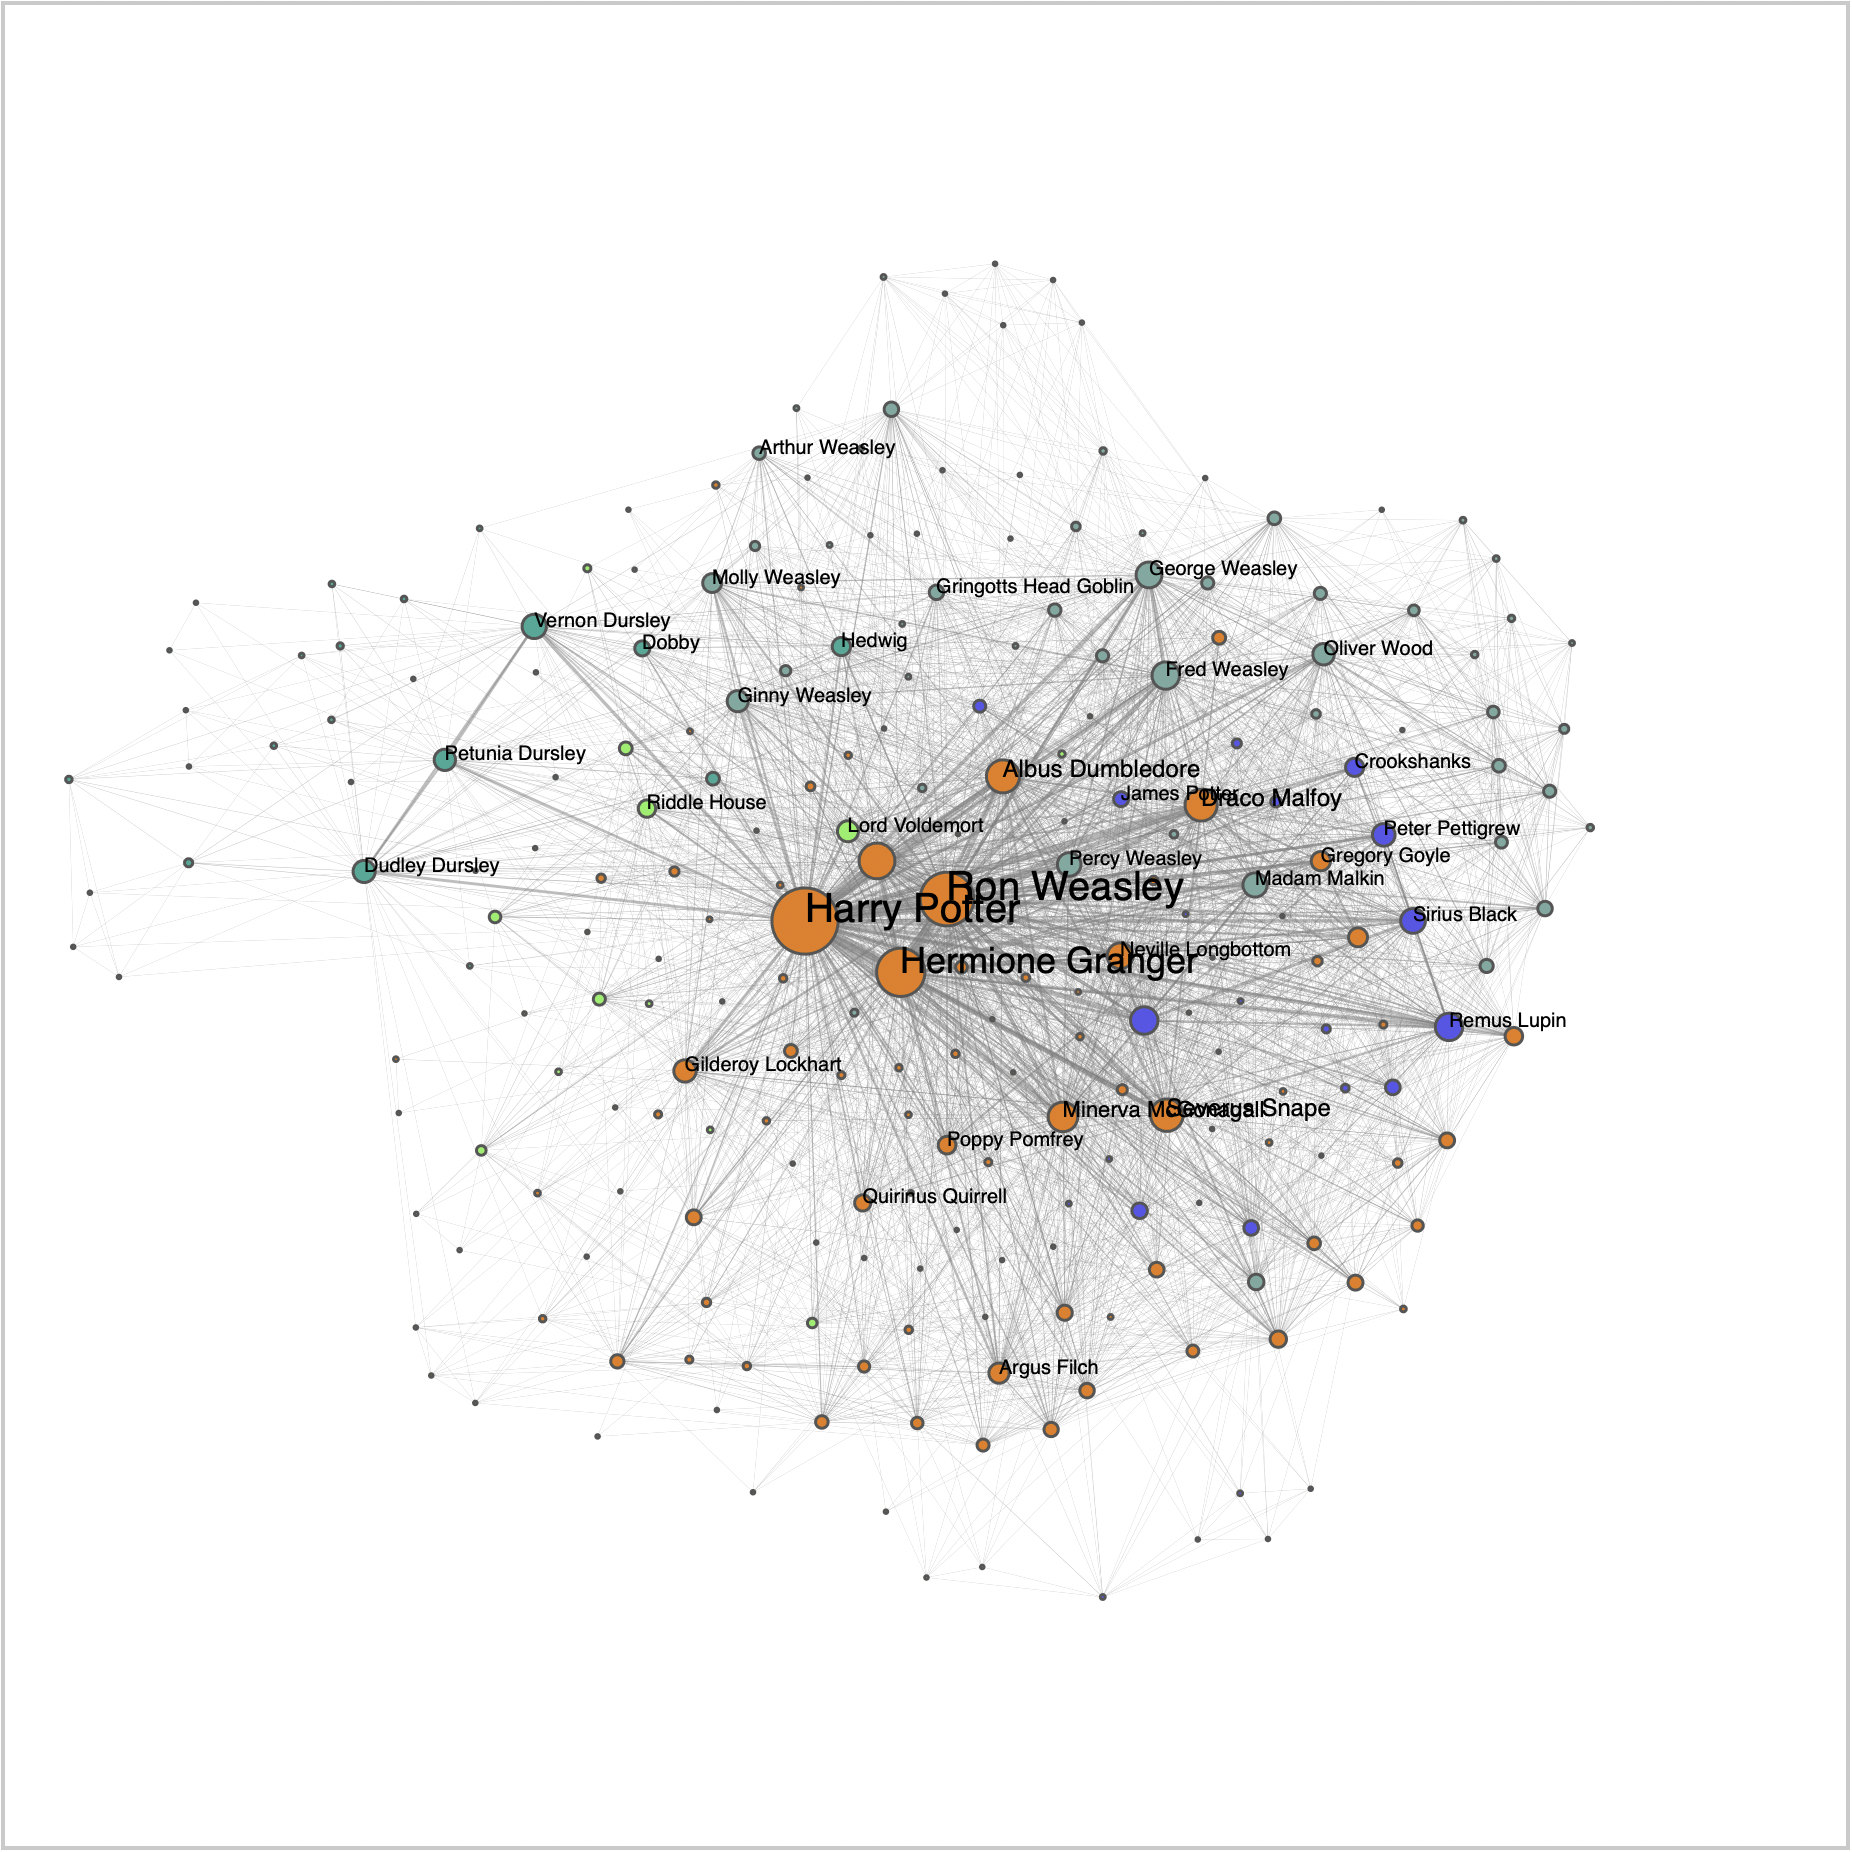 Arthur Weasley
George Weasley
Molly Weasley
Gringotts Head Goblin
Vernon Dursley
Dobby
Hedwig
Oliver Wood
Fred Weasley
Ginny Weasley
Petunia Dursley
Crookshanks
Albus Dumbledore
James Potter
Draco Malfoy
Riddle House
Lord Voldemort
Peter Pettigrew
Gregory Goyle
Percy Weasley
Dudley Dursley
Madam Malkin
Ron Weasley
Harry Potter
Sirius Black
Neville Longbottom
Hermione Granger
Remus Lupin
Gilderoy Lockhart
Minerva McGonagall
Severus Snape
Poppy Pomfrey
Quirinus Quirrell
Argus Filch